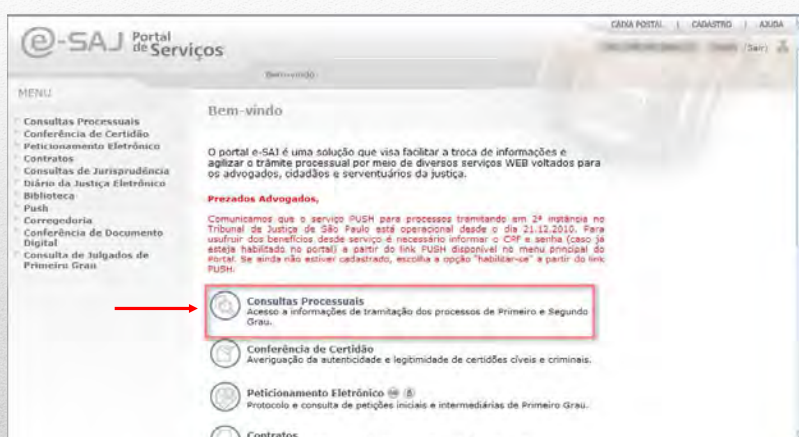 CAIXA POSTAL | CADASTRO | AJUDA
e-SAJ Portal de Serviços
(Sair)
Bem-vindo
MENU
Consultas Processuais
Conferência de Certidão
Peticionamento Eletrônico
Contratos
Consultas de Jurisprudência
Diário da Justiça Eletrônico
Biblioteca
Push
Corregedoria
Conferência de Documento
Digital
Consulta de Julgados de
Primeiro Grau
Bem-vindo
O portal e-SAJ é uma solução que visa facilitar a troca de informações e
agilizar o trâmite processual por meio de diversos serviços WEB voltados para
os advogados, cidadãos e serventuários da justiça.
Prezados Advogados,
Comunicamos que o serviço PUSH para processos tramitando em 2ª instância no
Tribunal de Justiça de São Paulo está operacional desde o dia 21.12.2010. Para
usufruir dos benefícios desde serviço é necessário informar o CPF e senha (caso já
esteja habilitado no portal) a partir do link PUSH disponível no menu principal do
Portal. Se ainda não estiver cadastrado, escolha a opção "habilitar-se" a partir do link
PUSH.
Consultas Processuais
Acesso a informações de tramitação dos processos de Primeiro e Segundo
Grau.
Conferência de Certidão
Averiguação da autenticidade e legitimidade de certidões cíveis e criminais.
Peticionamento Eletrônico
Protocolo e consulta de petições iniciais e intermediárias de Primeiro Grau.
Contratos